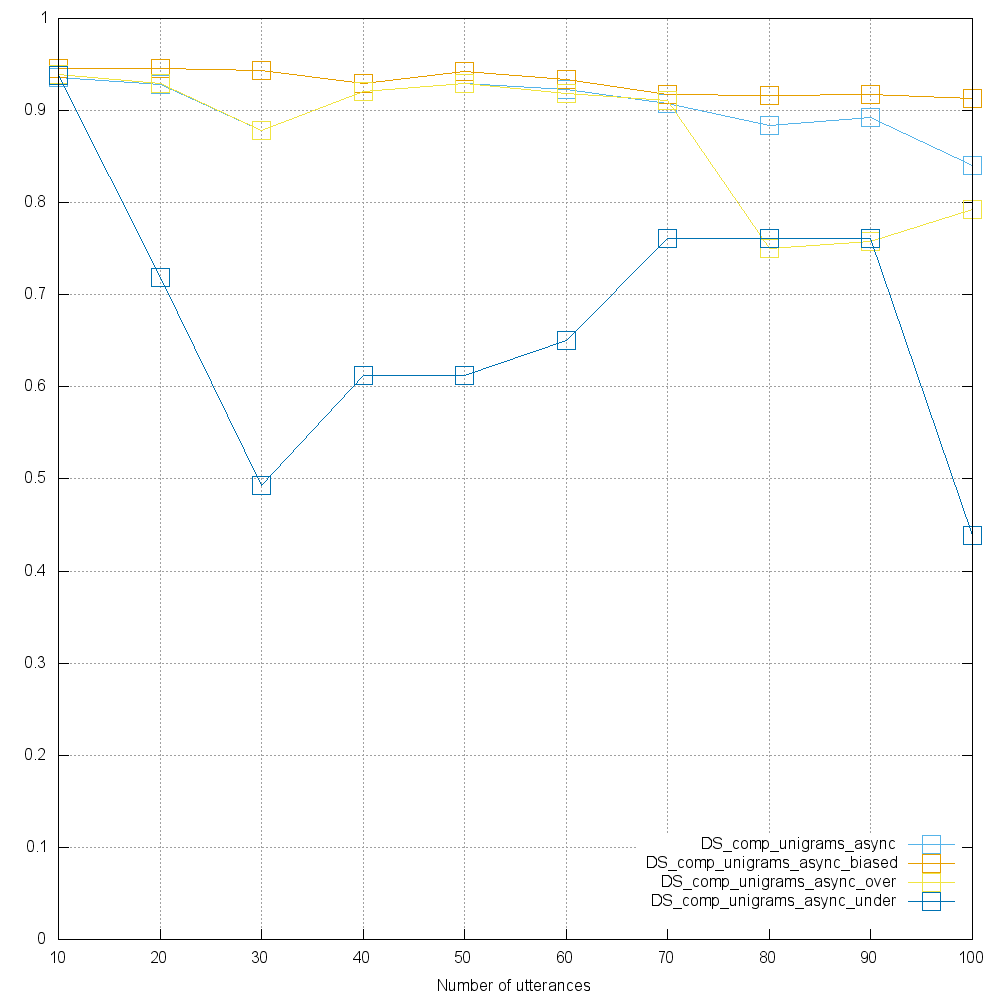 1
0.9
0.8
0.7
0.6
0.5
0.4
0.3
0.2
0.1
0
DS_comp_unigrams_async
DS_comp_unigrams_async_biased
DS_comp_unigrams_async_over
DS_comp_unigrams_async_under
10 20 30 40 50 60 70 80 90 100
Number of utterances